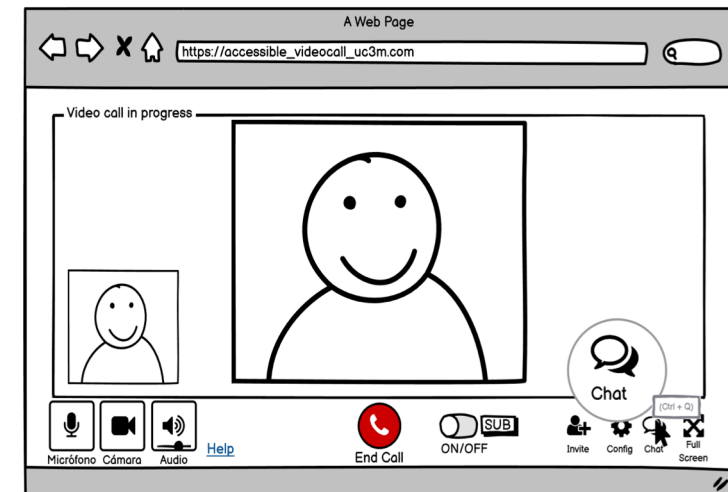 A Web Page
https://accessible_videocall_uc3m.com
Video call in progress
Chat
(Ctrl + Q)
SUB
Micrófono
Cámara
Audio
Help
End Call
ON/OFF
Invite
Config
Chat
Full
Screen